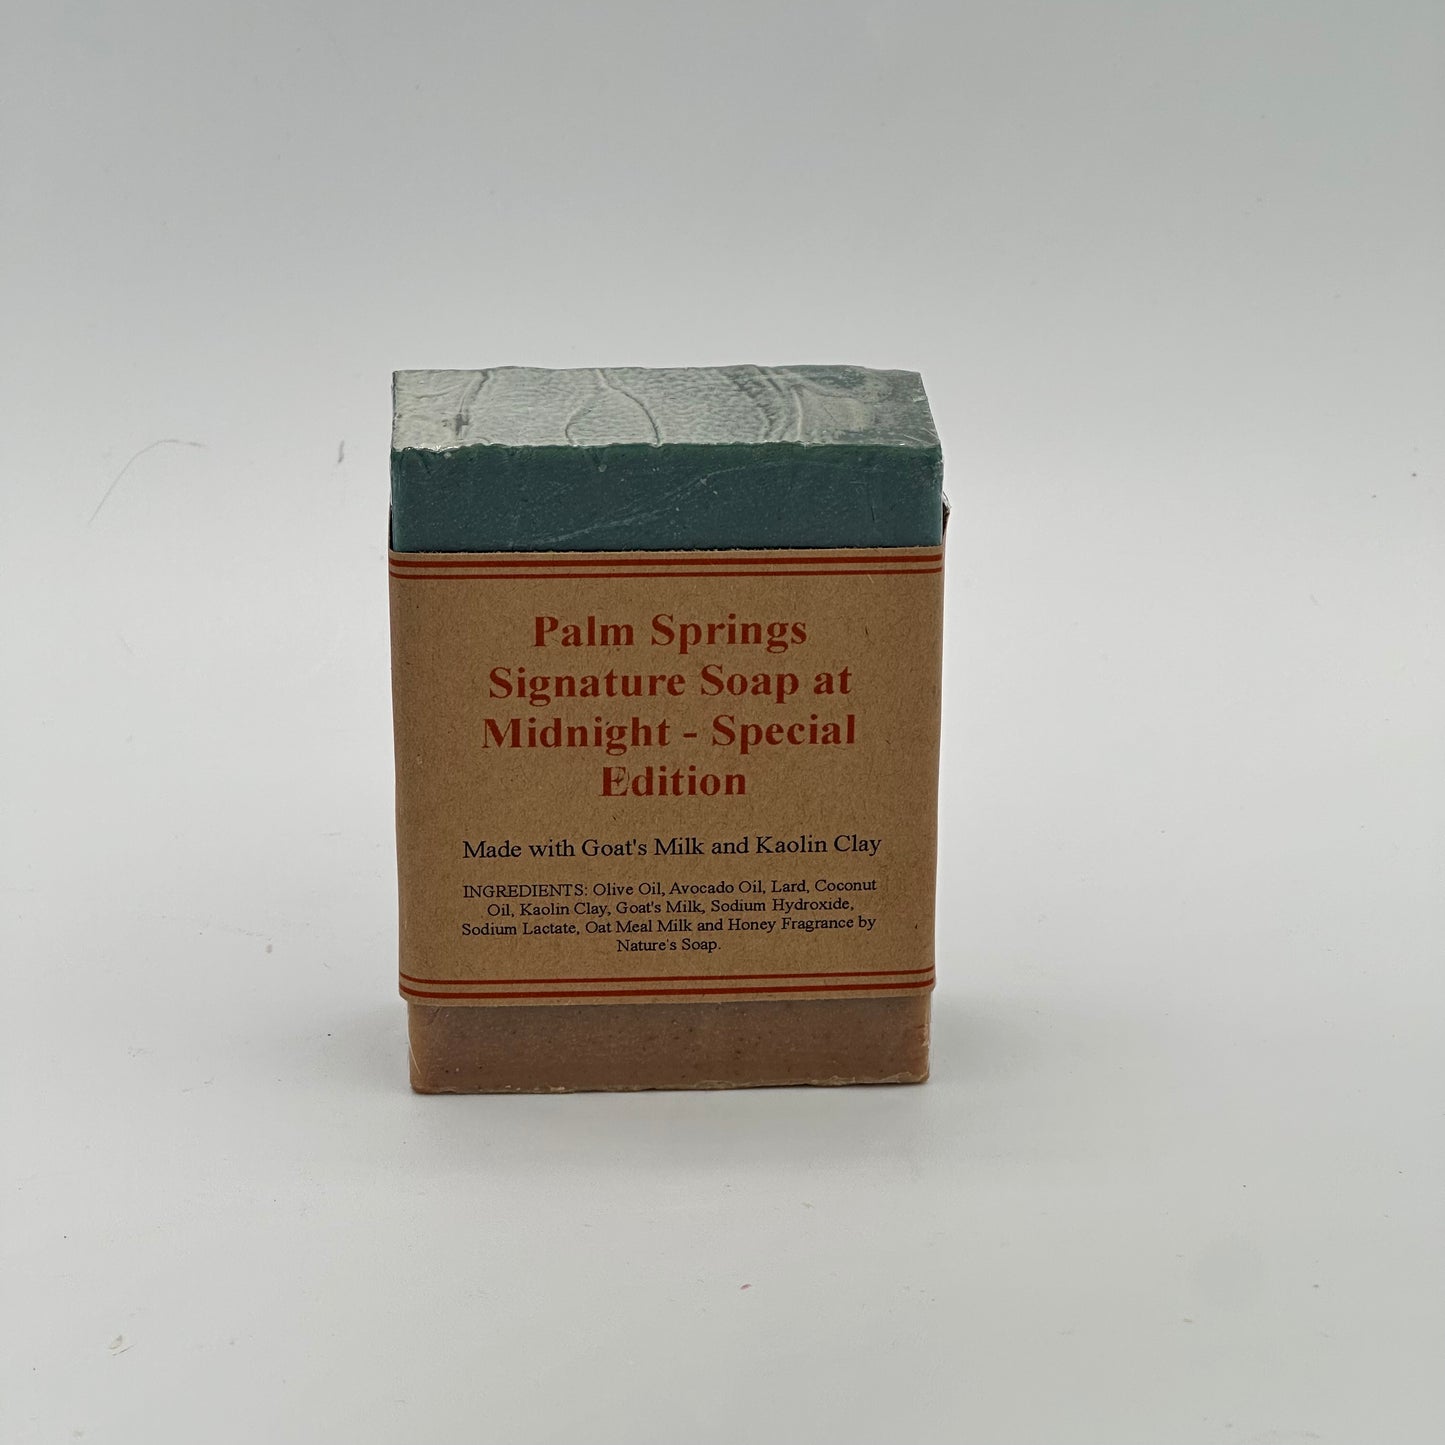 Palm Springs
Signature Soap at
Midnight - Special
Edition
Made with Goat's Milk and Kaolin Clay
INGREDIENTS: Olive Oil, Avocado Oil, Lard, Coconut
Oil, Kaolin Clay, Goat's Milk, Sodium Hydroxide,
Sodium Lactate, Oat Meal Milk and Honey Fragrance by
Nature's Soap.